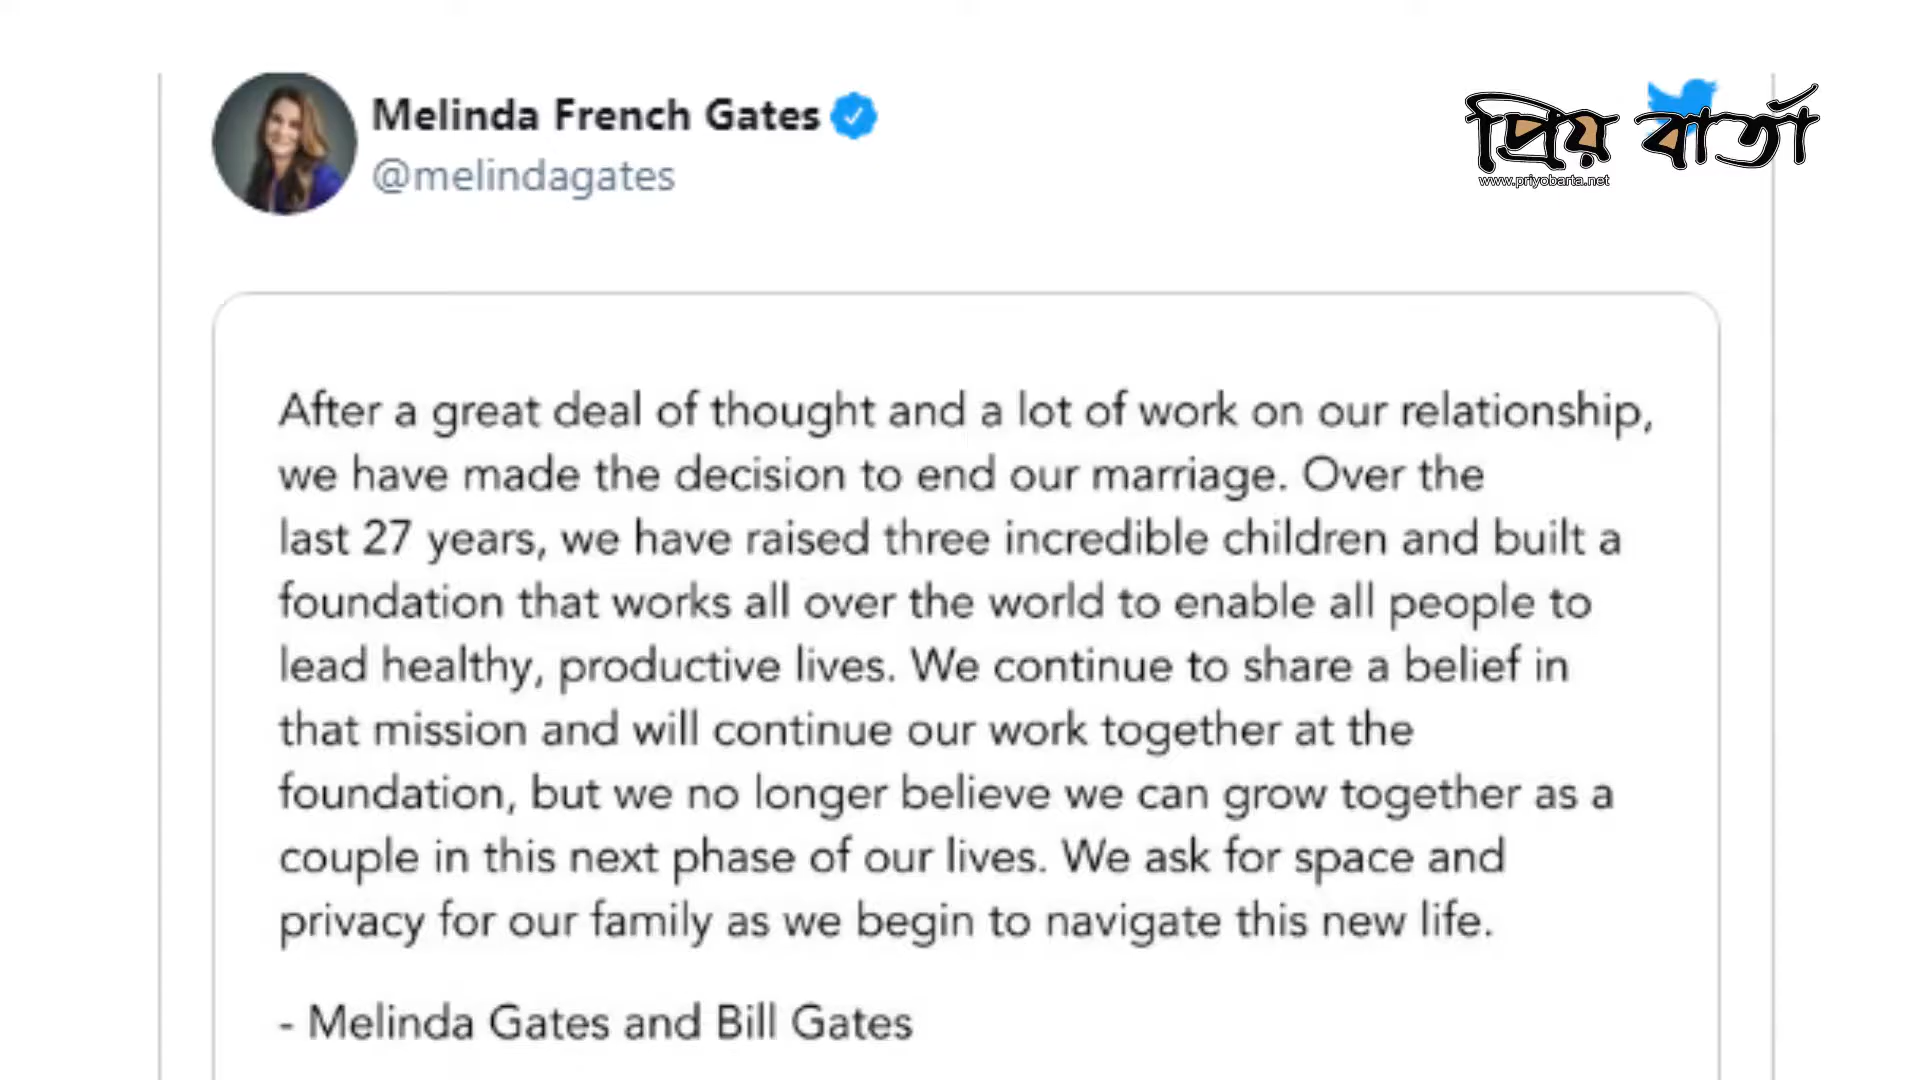 Melinda French Gates
@melindagates
প্রিয় বার্তা
www.priyobarta.net
After a great deal of thought and a lot of work on our relationship,
we have made the decision to end our marriage. Over the
last 27 years, we have raised three incredible children and built a
foundation that works all over the world to enable all people to
lead healthy, productive lives. We continue to share a belief in
that mission and will continue our work together at the
foundation, but we no longer believe we can grow together as a
couple in this next phase of our lives. We ask for space and
privacy for our family as we begin to navigate this new life.
- Melinda Gates and Bill Gates